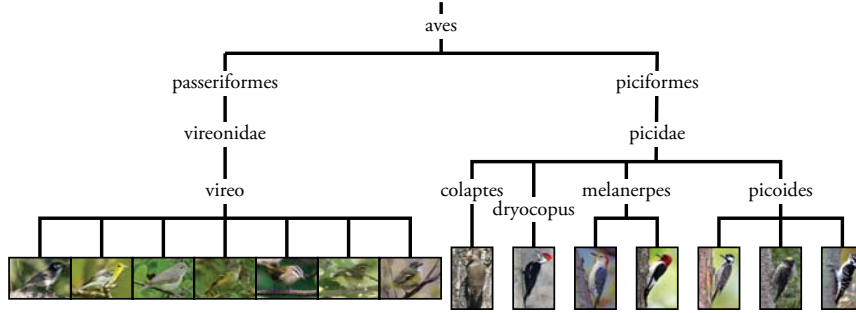 aves
passeriformes
piciformes
vireonidae
picidae
vireo
colaptes
dryocopus
melanerpes
picoides